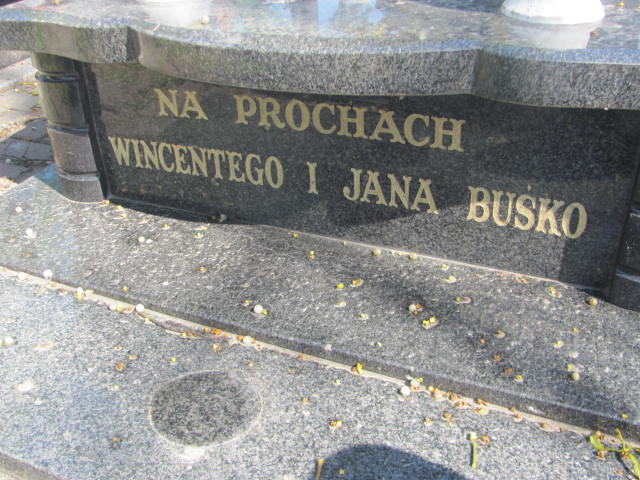 NA PROCHACH
WINCENTEGO I JANA BUŚKO